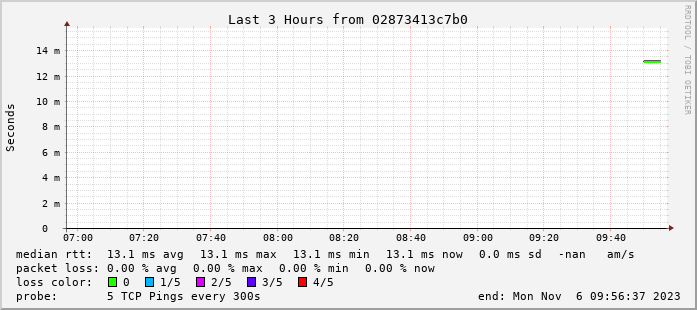 Last 3 Hours from 02873413c7b0
RRDTOOL / TOBI OETIKER
Seconds
14 m
12 m
10 m
8 m
6 m
4 m
2 m
0
07:00 07:20 07:40 08:00 08:20 08:40 09:00 09:20 09:40
median rtt: 13.1 ms avg 13.1 ms max 13.1 ms min 13.1 ms now 0.0 ms sd -nan am/s
packet loss: 0.00 % avg 0.00 % max 0.00 % min 0.00 % now
loss color: 0 1/5 2/5 3/5 4/5
probe: 5 TCP Pings every 300s end: Mon Nov 6 09:56:37 2023